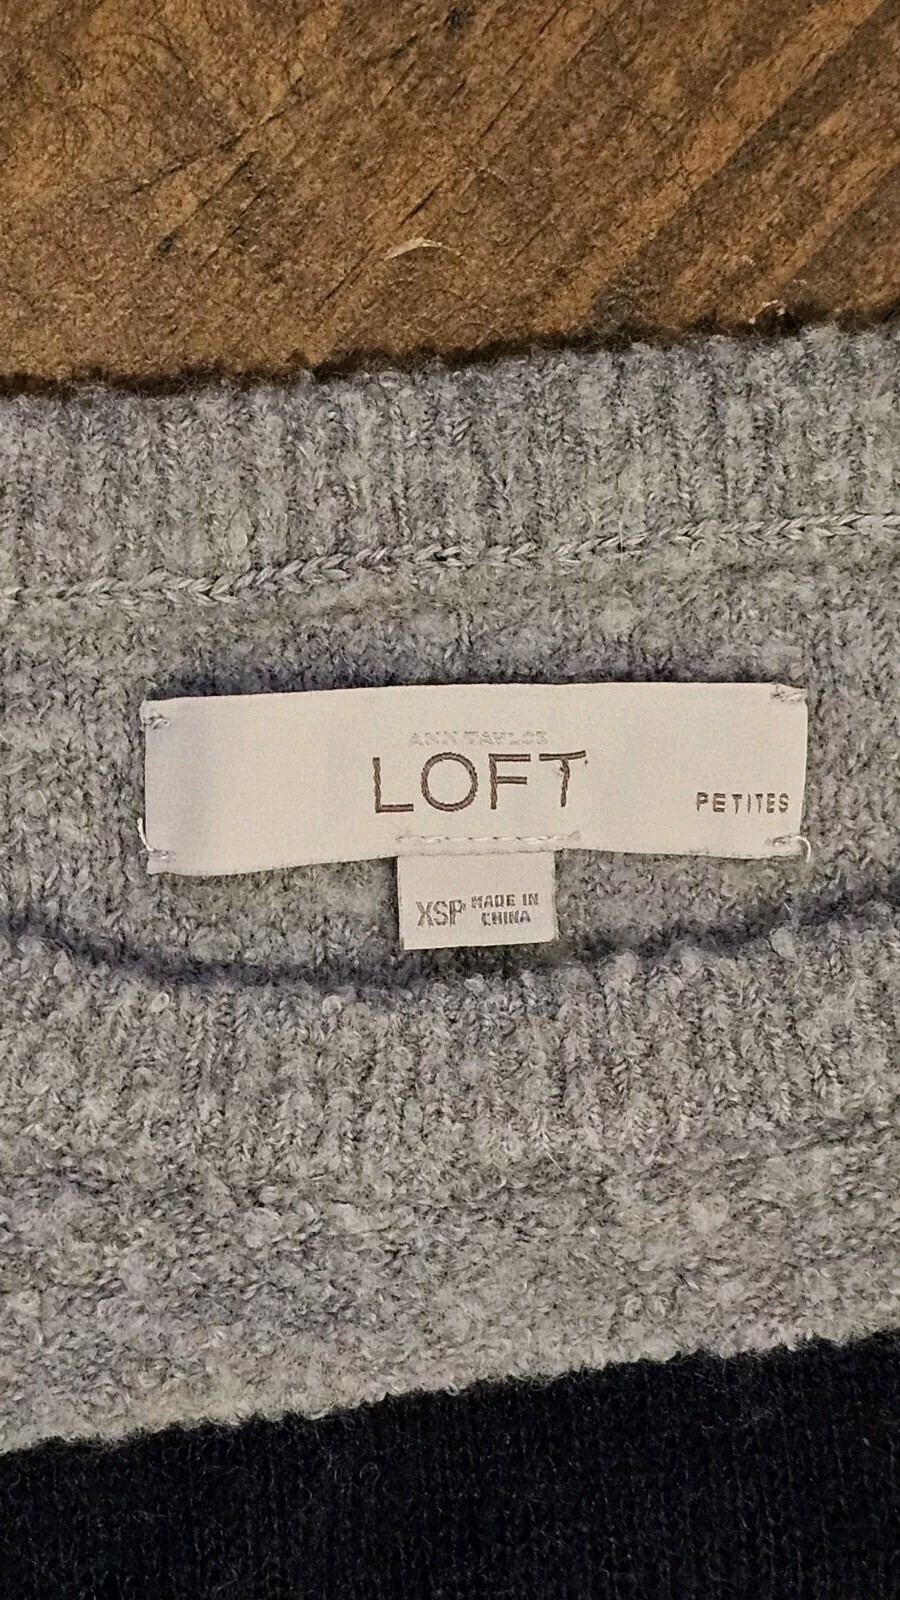 ANN TAYLOR
LOFT
PETITES
XSP MADE IN
CHINA